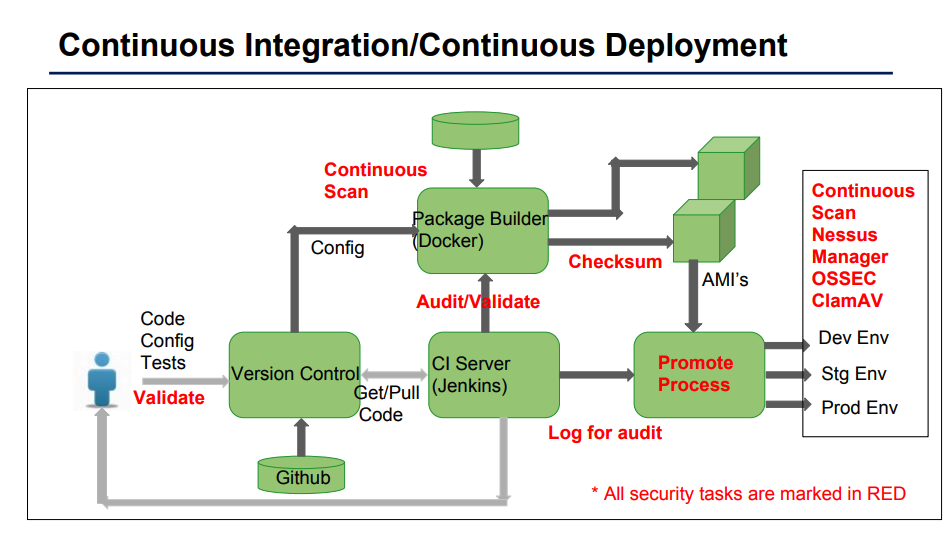 Continuous Integration/Continuous Deployment
Continuous
Scan
Package Builder
(Docker)
Config
Checksum
AMI's
Continuous
Scan
Nessus
Manager
OSSEC
ClamAV
Audit/Validate
Code
Config
Tests
Validate
Version Control
Get/Pull
Code
CI Server
(Jenkins)
Promote
Process
Dev Env
Stg Env
Prod Env
Log for audit
Github
* All security tasks are marked in RED